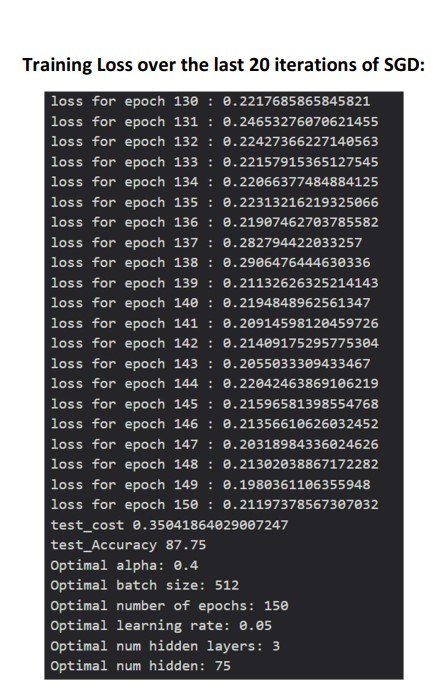 Training Loss over the last 20 iterations of SGD:
loss for epoch 130 : 0.2217685865845821
loss for epoch 131 : 0.24653276070621455
loss for epoch 132 : 0.22427366227140563
loss for epoch 133 : 0.22157915365127545
loss for epoch 134 : 0.22066377484884125
loss for epoch 135 : 0.22313216219325066
loss for epoch 136 : 0.21907462703785582
loss for epoch 137 : 0.282794422033257
loss for epoch 138 : 0.2906476444630336
loss for epoch 139 : 0.21132626325214143
loss for epoch 140 : 0.2194848962561347
loss for epoch 141 : 0.20914598120459726
loss for epoch 142 : 0.21409175295775304
loss for epoch 143 : 0.2055033309433467
loss for epoch 144 : 0.22042463869106219
loss for epoch 145 : 0.21596581398554768
loss for epoch 146 : 0.21356610626032452
loss for epoch 147 : 0.20318984336024626
loss for epoch 148 : 0.21302038867172282
loss for epoch 149 : 0.1980361106355948
loss for epoch 150 : 0.21197378567307032
test_cost 0.35041864029007247
test_Accuracy 87.75
Optimal alpha: 0.4
Optimal batch size: 512
Optimal number of epochs: 150
Optimal learning rate: 0.05
Optimal num hidden layers: 3
Optimal num hidden: 75